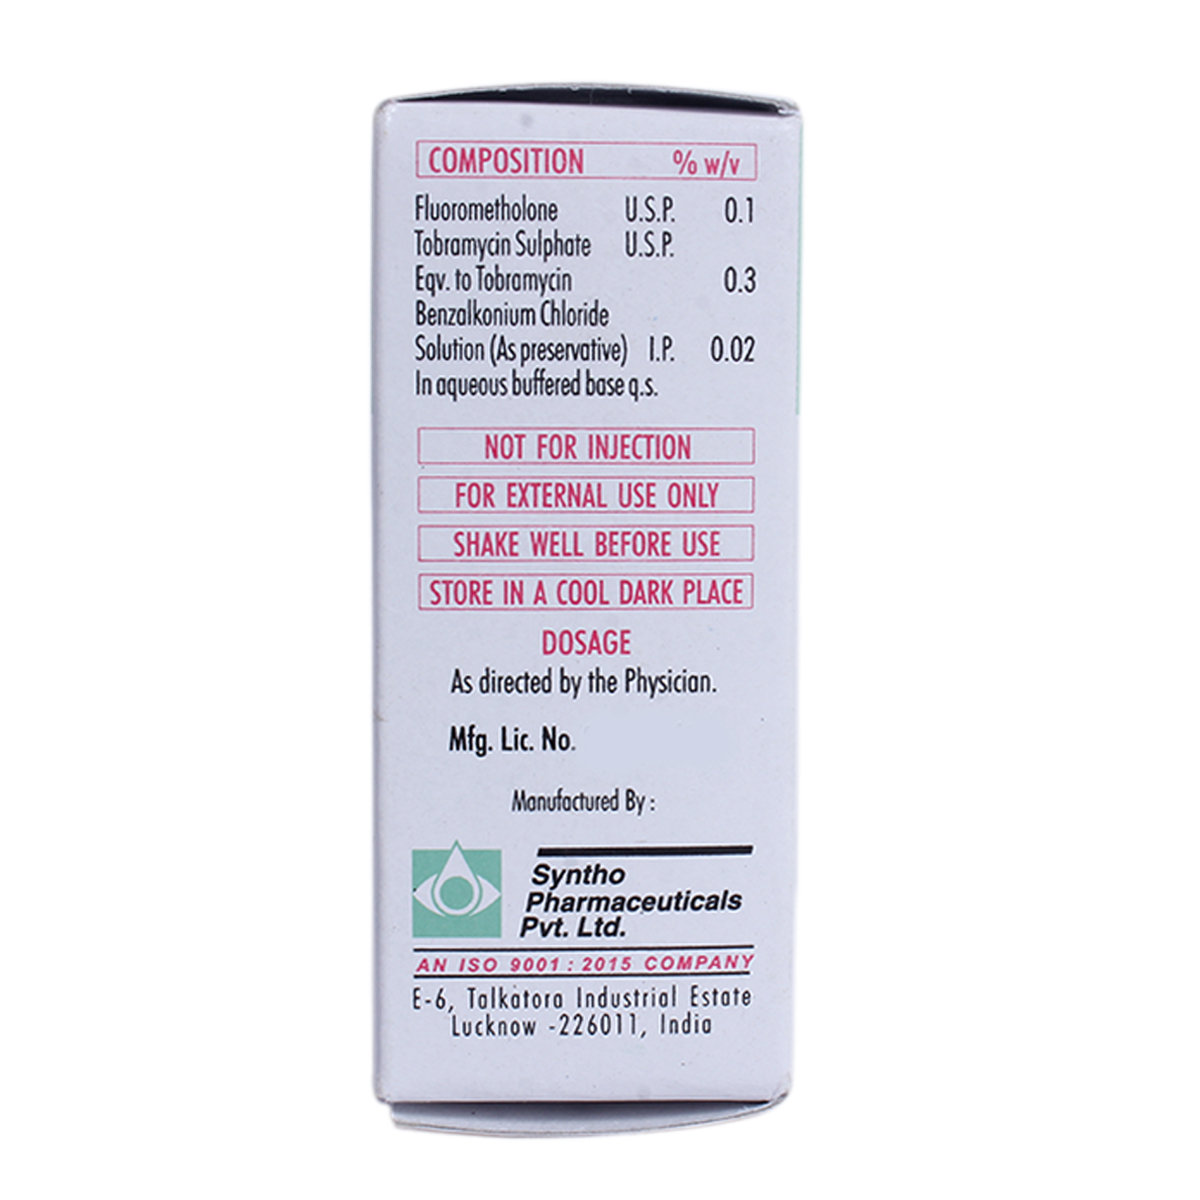 COMPOSITION % w/v
Fluorometholone U.S.P. 0.1
Tobramycin Sulphate U.S.P.
Eqv. to Tobramycin 0.3
Benzalkonium Chloride
Solution (As preservative) I.P. 0.02
In aqueous buffered base q.s.
NOT FOR INJECTION
FOR EXTERNAL USE ONLY
SHAKE WELL BEFORE USE
STORE IN A COOL DARK PLACE
DOSAGE
As directed by the Physician.
Mfg. Lic. No.
Manufactured By :
Syntho
Pharmaceuticals
Pvt. Ltd.
AN ISO 9001 : 2015 COMPANY
E-6, Talkatora Industrial Estate
Lucknow -226011, India